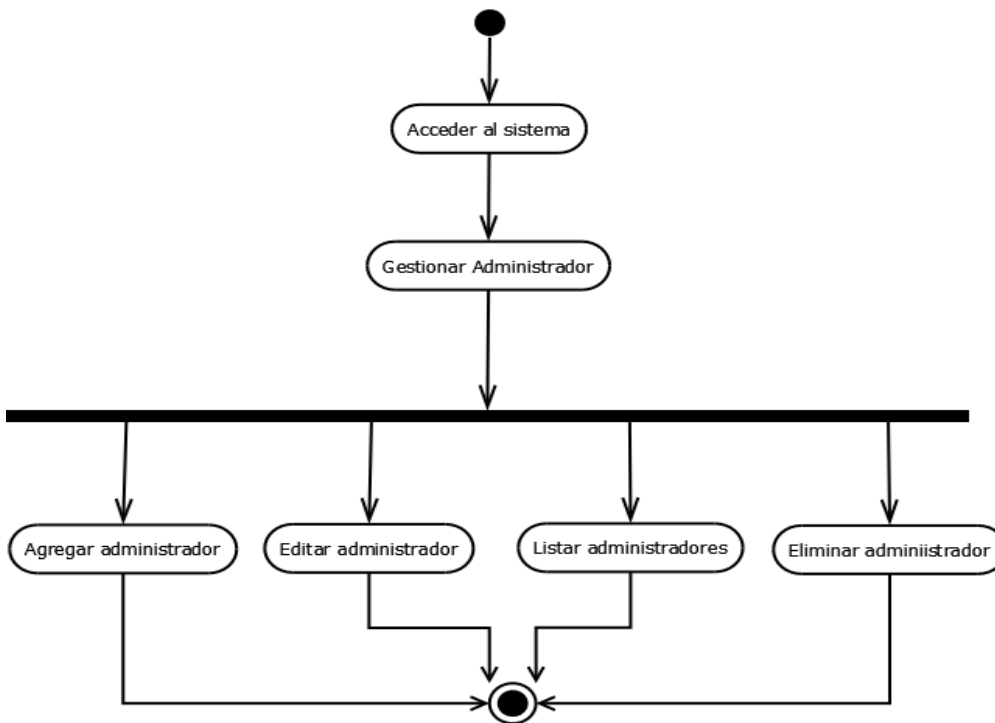 Acceder al sistema
Gestionar Administrador
Agregar administrador
Editar administrador
Listar administradores
Eliminar adminiistrador